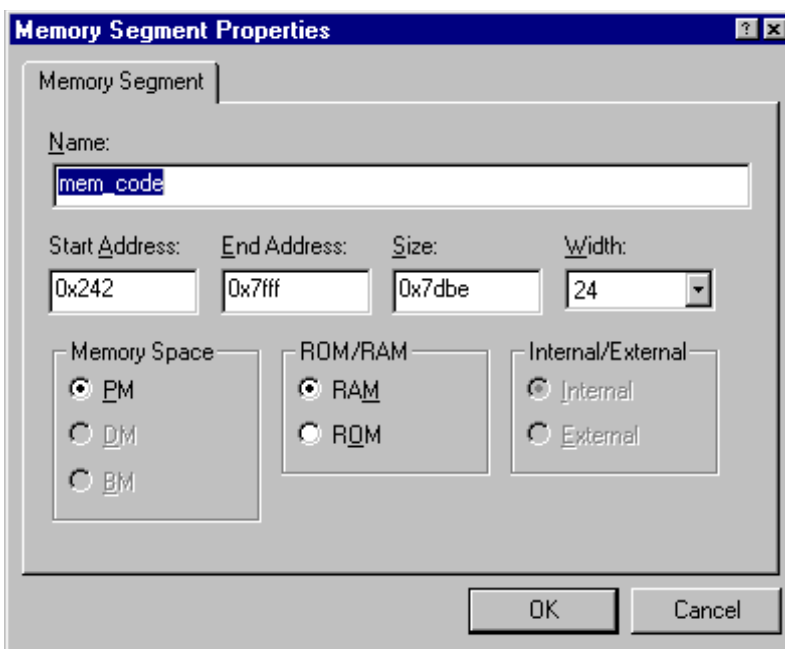 Memory Segment Properties
Memory Segment
Name:
mem_code
Start Address: End Address: Size: Width:
0x242 0x7fff 0x7dbe 24
Memory Space ROM/RAM Internal/External
PM RAM Internal
DM ROM External
BM
OK Cancel